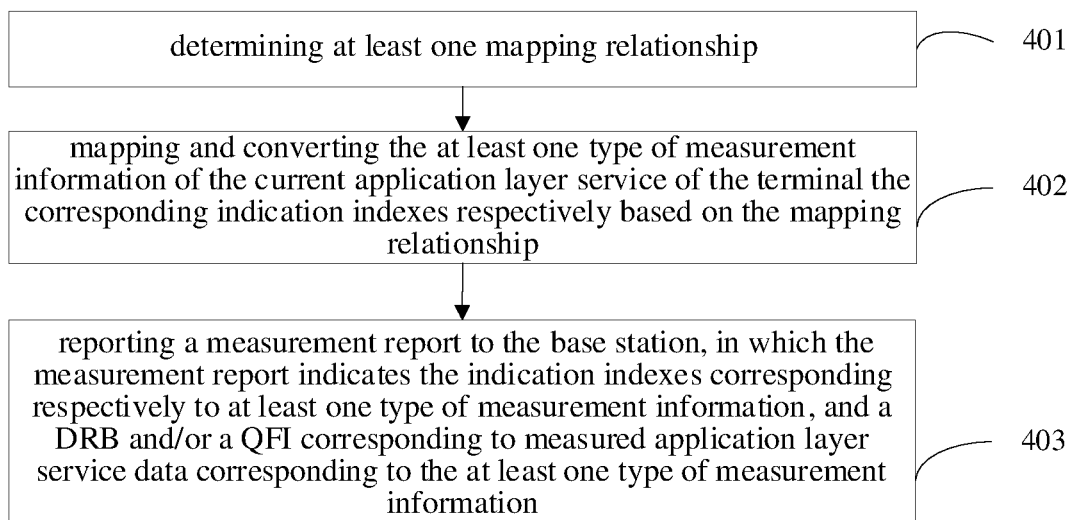 determining at least one mapping relationship
401
mapping and converting the at least one type of measurement
information of the current application layer service of the terminal the
corresponding indication indexes respectively based on the mapping
relationship
402
reporting a measurement report to the base station, in which the
measurement report indicates the indication indexes corresponding
respectively to at least one type of measurement information, and a
DRB and/or a QFI corresponding to measured application layer
service data corresponding to the at least one type of measurement
information
403